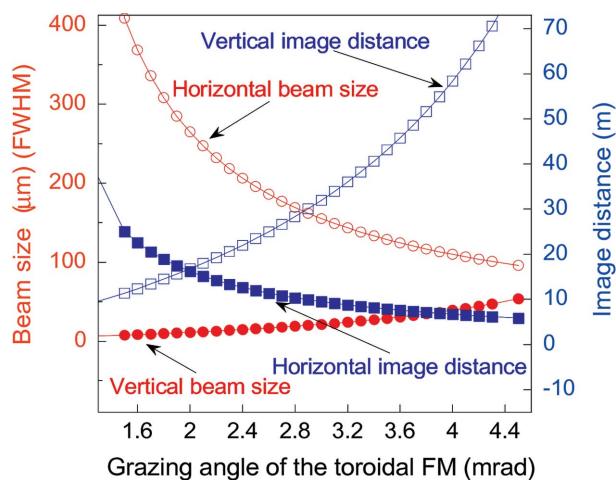 400
300
200
100
0
Beam size (μm) (FWHM)
Vertical image distance
Horizontal beam size
Horizontal image distance
Vertical beam size
70
60
50
40
30
20
10
0
-10
Image distance (m)
1.6 2 2.4 2.8 3.2 3.6 4 4.4
Grazing angle of the toroidal FM (mrad)